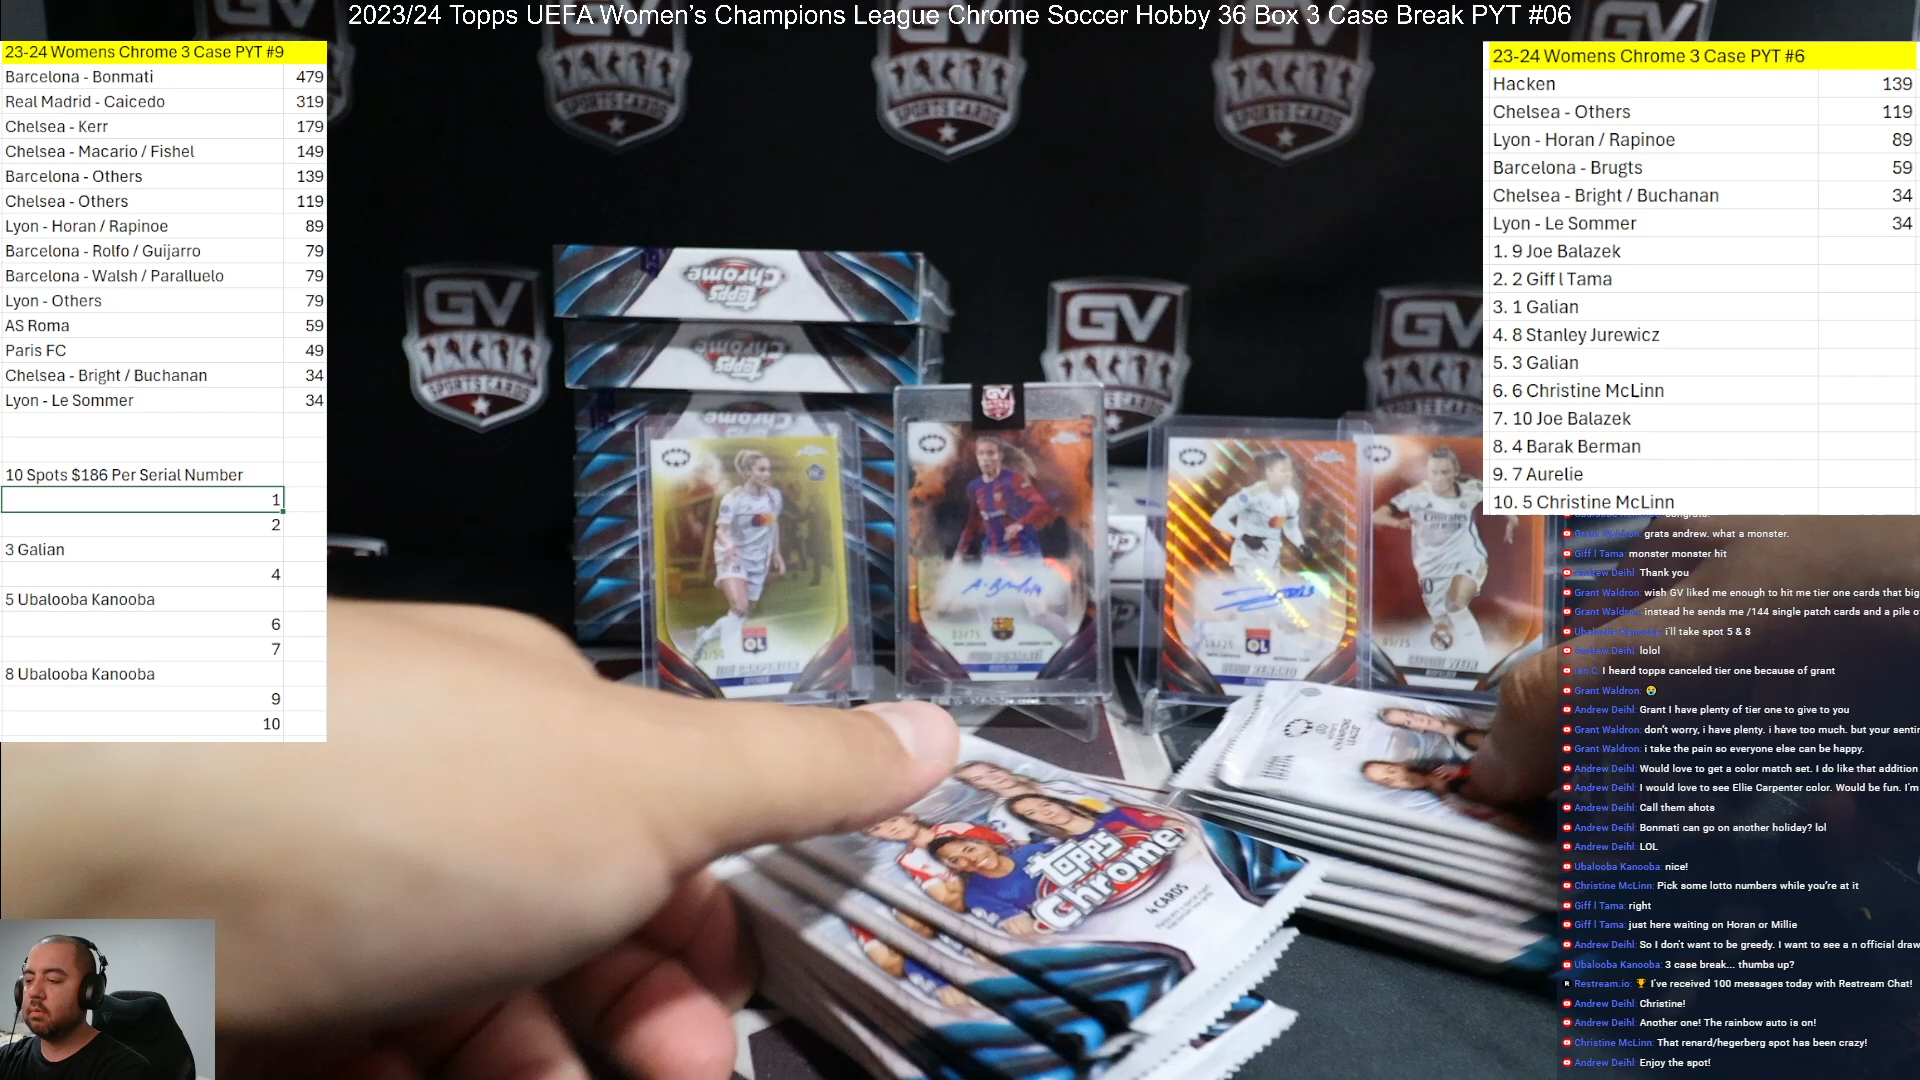 2023/24 Topps UEFA Women's Champions League Chrome Soccer Hobby 36 Box 3 Case Break PYT #06
23-24 Womens Chrome 3 Case PYT #9
Barcelona - Bonmati 479
Real Madrid - Caicedo 319
Chelsea - Kerr 179
Chelsea - Macario / Fishel 149
Barcelona - Others 139
Chelsea - Others 119
Lyon - Horan / Rapinoe 89
Barcelona - Rolfo / Guijarro 79
Barcelona - Walsh / Paralluelo 79
Lyon - Others 79
AS Roma 59
Paris FC 49
Chelsea - Bright / Buchanan 34
Lyon - Le Sommer 34
10 Spots $186 Per Serial Number
1
2
3 Galian
4
5 Ubalooba Kanooba
6
7
8 Ubalooba Kanooba
9
10
23-24 Womens Chrome 3 Case PYT #6
Hacken 139
Chelsea - Others 119
Lyon - Horan / Rapinoe 89
Barcelona - Brugts 59
Chelsea - Bright / Buchanan 34
Lyon - Le Sommer 34
1. 9 Joe Balazek
2. 2 Giff l Tama
3. 1 Galian
4. 8 Stanley Jurewicz
5. 3 Galian
6. 6 Christine McLinn
7. 10 Joe Balazek
8. 4 Barak Berman
9. 7 Aurelie
10. 5 Christine McLinn
Grant Waldron: grats andrew. what a monster.
Giff l Tama: monster monster hit
Andrew Deihl: Thank you
Grant Waldron: wish GV liked me enough to hit me tier one cards that big
Grant Waldron: instead he sends me /144 single patch cards and a pile
Ubalooba Kanooba: i'll take spot 5 & 8
Andrew Deihl: lolol
Ian C: I heard topps canceled tier one because of grant
Grant Waldron: 😭
Andrew Deihl: Grant I have plenty of tier one to give to you
Grant Waldron: don't worry, i have plenty. i have too much. but your
Grant Waldron: i take the pain so everyone else can be happy.
Andrew Deihl: Would love to get a color match set. I do like that addition
Andrew Deihl: I would love to see Ellie Carpenter color. Would be fun. I'm
Andrew Deihl: Call them shots
Andrew Deihl: Bonmati can go on another holiday? lol
Andrew Deihl: LOL
Ubalooba Kanooba: nice!
Christine McLinn: Pick some lotto numbers while you're at it
Giff l Tama: right
Giff l Tama: just here waiting on Horan or Millie
Andrew Deihl: So I don't want to be greedy. I want to see a n official
Ubalooba Kanooba: 3 case break... thumbs up?
Restream.io: 🏆 I've received 100 messages today with Restream Chat!
Andrew Deihl: Christine!
Andrew Deihl: Another one! The rainbow auto is on!
Christine McLinn: That renard/hegerberg spot has been crazy!
Andrew Deihl: Enjoy the spot!
GV
SPORTS CARDS
GV
SPORTS CARDS
SPORTS CARDS
SPORTS CARDS
SPORTS CARDS
Topps Chrome
OL
OL
Topps
Chrome
4 CARDS